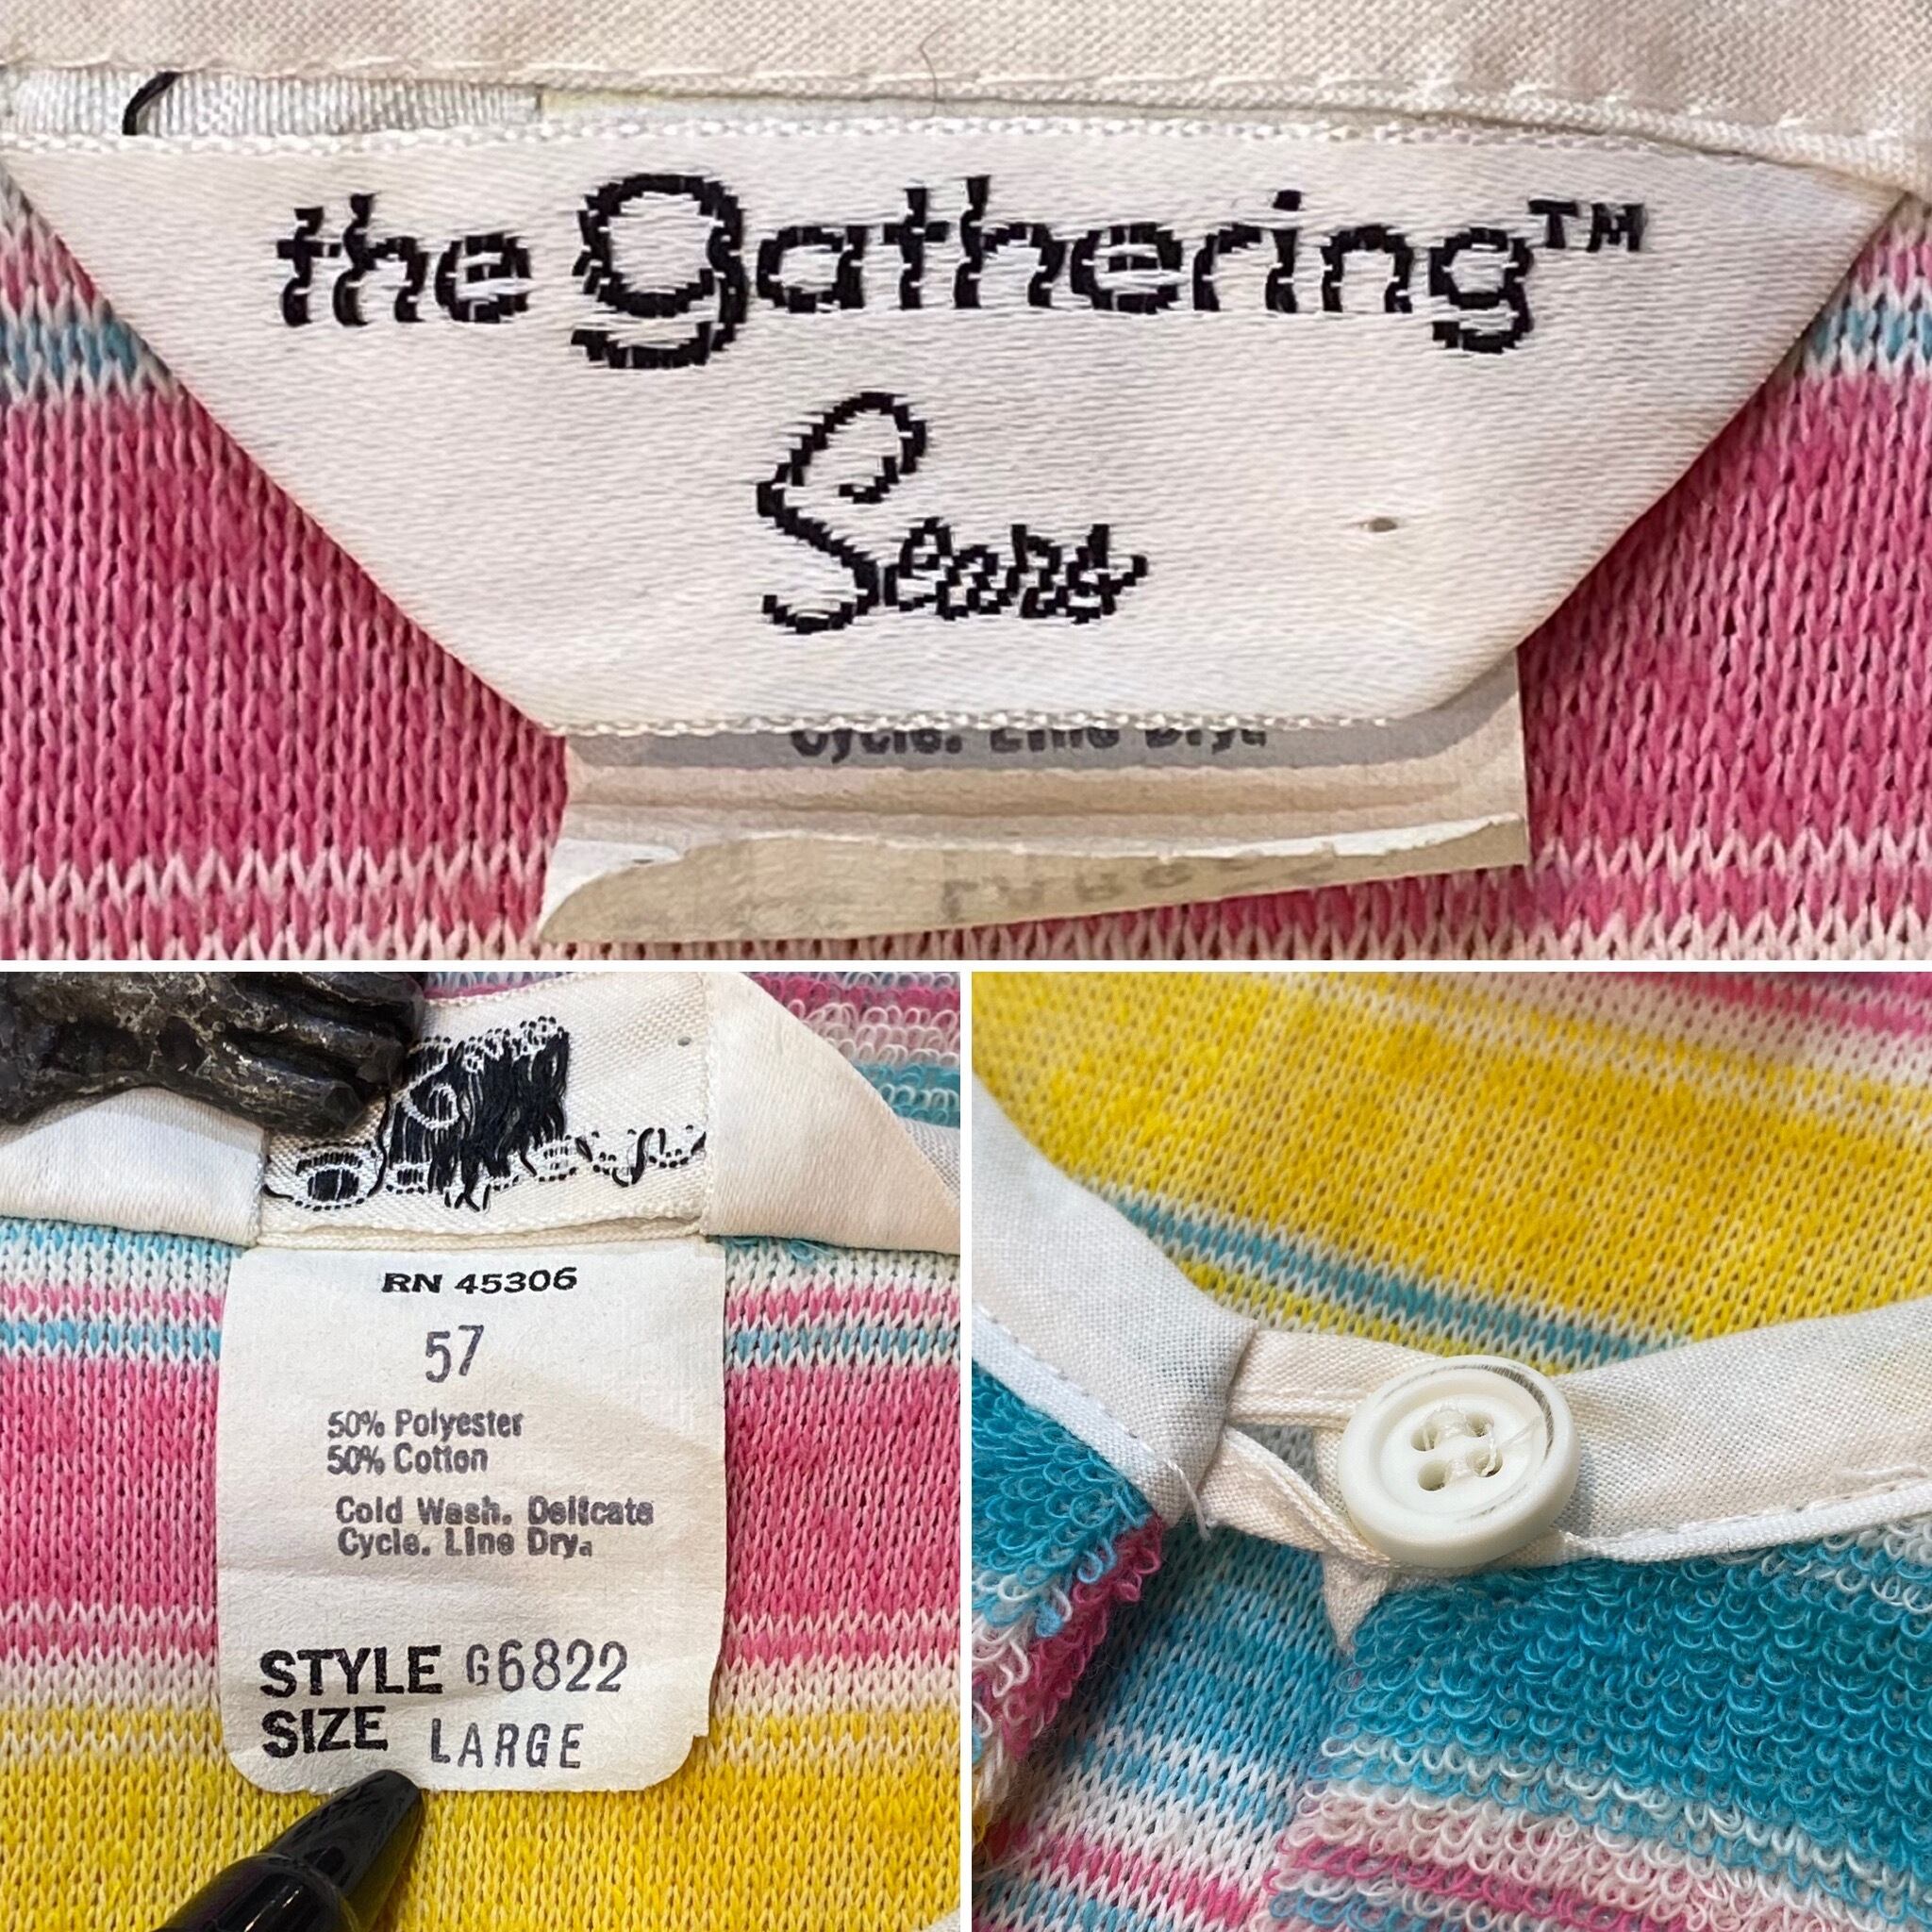 the gathering™
Sears
Cycle. Line Dry.
RN 45306
57
50% Polyester
50% Cotton
Cold Wash. Delicate
Cycle. Line Dry.
STYLE G6822
SIZE LARGE